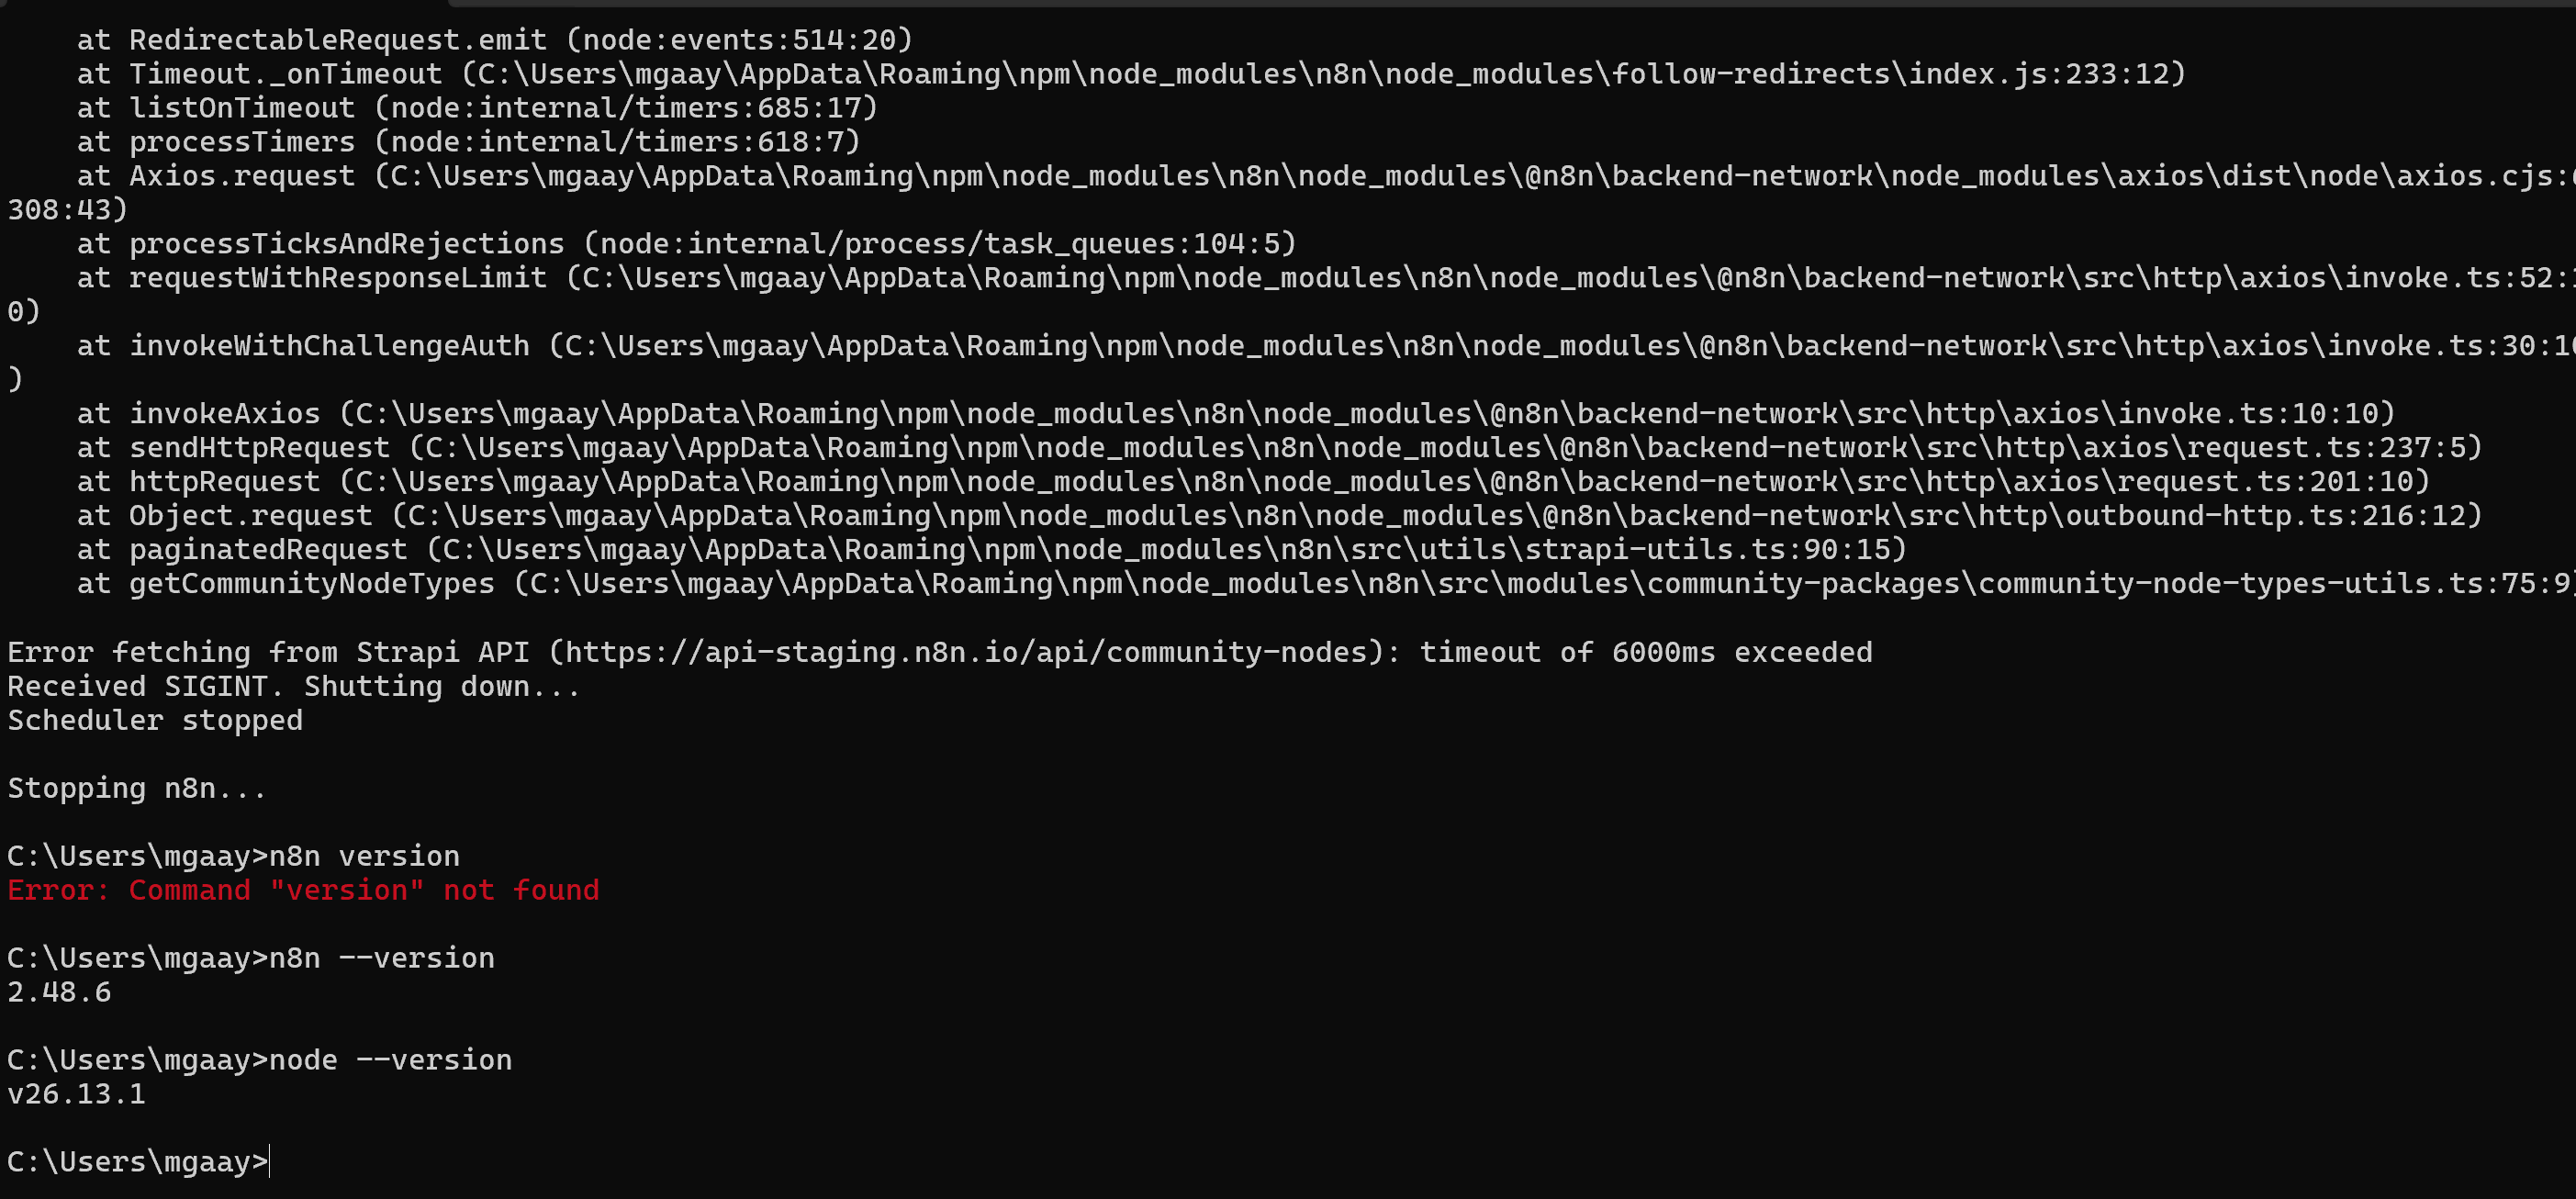 at RedirectableRequest.emit (node:events:514:20)
at Timeout._onTimeout (C:\Users\mgaay\AppData\Roaming\npm\node_modules\n8n\node_modules\follow-redirects\index.js:233:12)
at listOnTimeout (node:internal/timers:685:17)
at processTimers (node:internal/timers:618:7)
at Axios.request (C:\Users\mgaay\AppData\Roaming\npm\node_modules\n8n\node_modules\@n8n\backend-network\node_modules\axios\dist\node\axios.cjs:
308:43)
at processTicksAndRejections (node:internal/process/task_queues:104:5)
at requestWithResponseLimit (C:\Users\mgaay\AppData\Roaming\npm\node_modules\n8n\node_modules\@n8n\backend-network\src\http\axios\invoke.ts:52:
0)
at invokeWithChallengeAuth (C:\Users\mgaay\AppData\Roaming\npm\node_modules\n8n\node_modules\@n8n\backend-network\src\http\axios\invoke.ts:30:10
)
at invokeAxios (C:\Users\mgaay\AppData\Roaming\npm\node_modules\n8n\node_modules\@n8n\backend-network\src\http\axios\invoke.ts:10:10)
at sendHttpRequest (C:\Users\mgaay\AppData\Roaming\npm\node_modules\n8n\node_modules\@n8n\backend-network\src\http\axios\request.ts:237:5)
at httpRequest (C:\Users\mgaay\AppData\Roaming\npm\node_modules\n8n\node_modules\@n8n\backend-network\src\http\axios\request.ts:201:10)
at Object.request (C:\Users\mgaay\AppData\Roaming\npm\node_modules\n8n\node_modules\@n8n\backend-network\src\http\outbound-http.ts:216:12)
at paginatedRequest (C:\Users\mgaay\AppData\Roaming\npm\node_modules\n8n\src\utils\strapi-utils.ts:90:15)
at getCommunityNodeTypes (C:\Users\mgaay\AppData\Roaming\npm\node_modules\n8n\src\modules\community-packages\community-node-types-utils.ts:75:9)
Error fetching from Strapi API (https://api-staging.n8n.io/api/community-nodes): timeout of 6000ms exceeded
Received SIGINT. Shutting down...
Scheduler stopped
Stopping n8n...
C:\Users\mgaay>n8n version
Error: Command "version" not found
C:\Users\mgaay>n8n --version
2.48.6
C:\Users\mgaay>node --version
v26.13.1
C:\Users\mgaay>